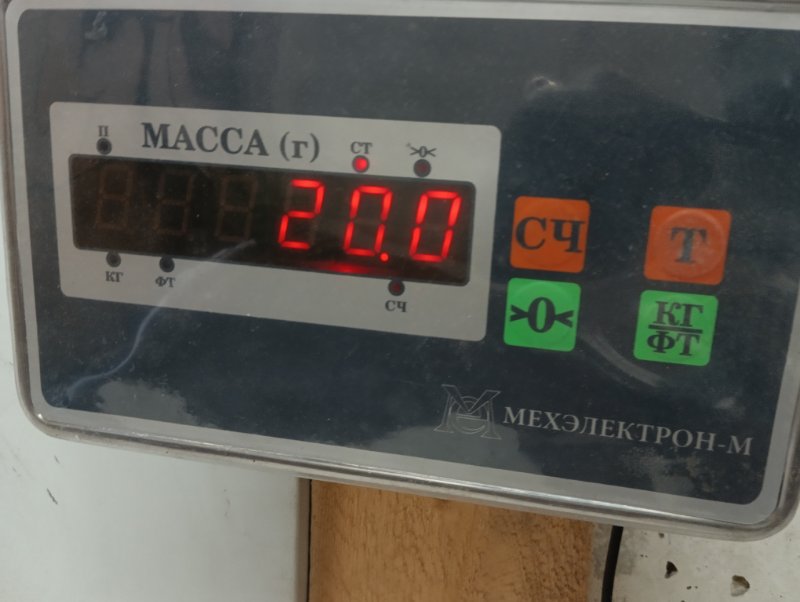 П
МАССА (г)
СТ
>0<
20.0
КГ
ФТ
СЧ
СЧ
Т
>0<
КГ
ФТ
МЕХЭЛЕКТРОН-М